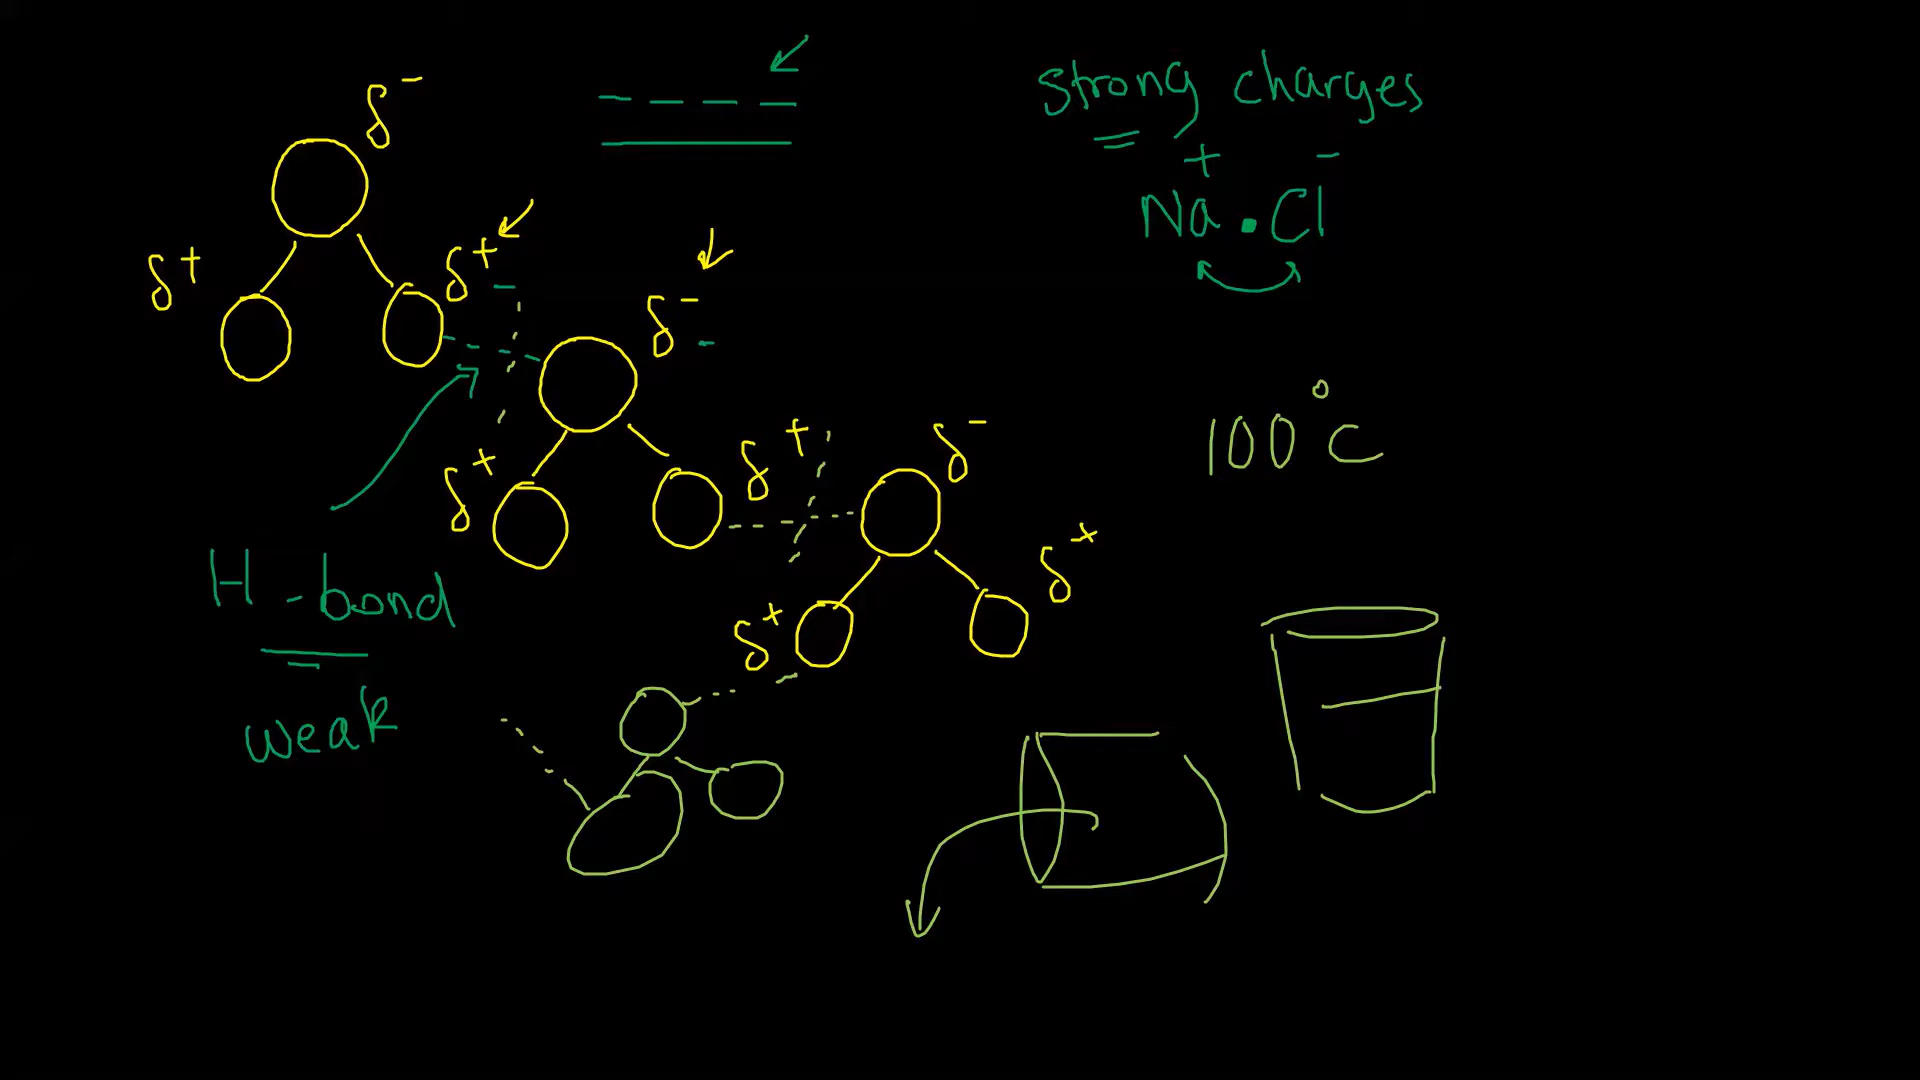 δ⁻
strong charges
+ -
Na · Cl
δ⁺
δ⁺
δ⁻
100°C
δ⁺
δ⁺
δ⁻
δ⁺
δ⁺
H-bond
weak